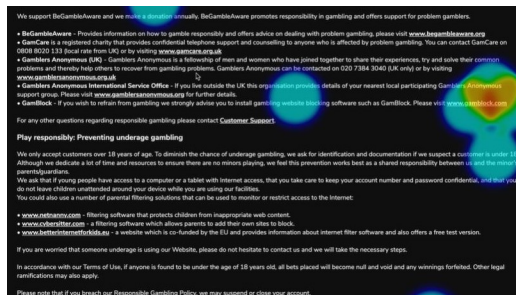 We support BeGambleAware and we make a donation annually. BeGambleAware promotes responsibility in gambling and offers support for problem gamblers.
• BeGambleAware - Provides information on how to gamble responsibly and offers advice on dealing with problem gambling, please visit www.begambleaware.org
• GamCare is a registered charity that provides confidential telephone support and counselling to anyone who is affected by problem gambling. You can contact GamCare on
0808 8020 133 (local rate from UK) or by visiting www.gamcare.org.uk
• Gamblers Anonymous (UK) - Gamblers Anonymous is a fellowship of men and women who have joined together to share their experiences, try and solve their common
problems and thereby help others to recover from gambling problems. Gamblers Anonymous can be contacted on 020 7384 3040 (UK only) or by visiting
www.gamblersanonymous.org.uk
• Gamblers Anonymous International Service Office - If you live outside the UK this organisation provides details of your nearest local participating Gamblers Anonymous
support group. Please visit www.gamblersanonymous.org for further details.
• GamBlock - If you wish to refrain from gambling we strongly advise you to install gambling website blocking software such as GamBlock. Please visit www.gamblock.com
For any other questions regarding responsible gambling please contact Customer Support.
Play responsibly: Preventing underage gambling
We only accept customers over 18 years of age. To diminish the chance of underage gambling, we ask for identification and documentation if we suspect a customer is under 18
Although we dedicate a lot of time and resources to ensure there are no minors playing, we feel this prevention works best as a shared responsibility between us and the minor's
parents/guardians.
We ask that if young people have access to a computer or a tablet with Internet access, that you take care to keep your account number and password confidential, and that you
do not leave children unattended around your device while you are using our facilities.
You could also use a number of parental filtering solutions that can be used to monitor or restrict access to the Internet:
• www.netnanny.com - filtering software that protects children from inappropriate web content.
• www.cybersitter.com - a filtering software which allows parents to add their own sites to block.
• www.betterinternetforkids.eu - a website which is co-funded by the EU and provides information about internet filter software and also offers a free test version.
If you are worried that someone underage is using our Website, please do not hesitate to contact us and we will take the necessary steps.
In accordance with our Terms of Use, if anyone is found to be under the age of 18 years old, all bets placed will become null and void and any winnings forfeited. Other legal
ramifications may also apply.
Please note that if you breach our Responsible Gambling Policy, we may suspend or close your account.